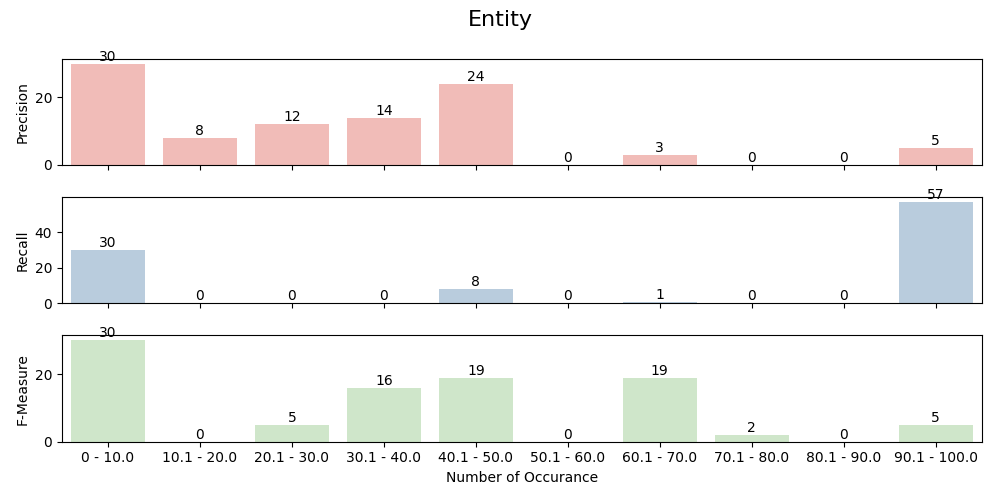 Entity
Precision
20
0
30 8 12 14 24 0 3 0 0 5
Recall
40
20
0
30 0 0 0 8 0 1 0 0 57
F-Measure
20
0
30 0 5 16 19 0 19 2 0 5
0 - 10.0 10.1 - 20.0 20.1 - 30.0 30.1 - 40.0 40.1 - 50.0 50.1 - 60.0 60.1 - 70.0 70.1 - 80.0 80.1 - 90.0 90.1 - 100.0
Number of Occurance